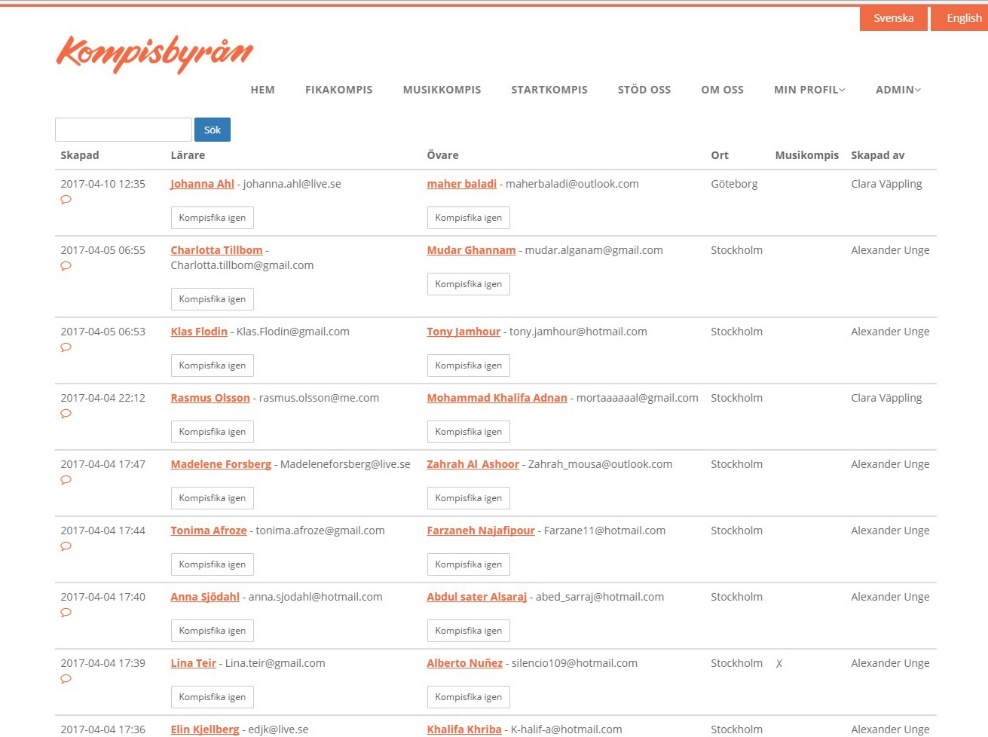 Svenska English
Kompisbyrån
HEM FIKAKOMPIS MUSIKKOMPIS STARTKOMPIS STÖD OSS OM OSS MIN PROFIL ADMIN
Sök
Skapad Lärare Övare Ort Musikompis Skapad av
2017-04-10 12:35 Johanna Ahl - johanna.ahl@live.se maher baladi - maherbaladi@outlook.com Göteborg Clara Väppling
Kompisfika igen Kompisfika igen
2017-04-05 06:55 Charlotta Tillbom - Mudar Ghannam - mudar.alganam@gmail.com Stockholm Alexander Unge
Charlotta.tillbom@gmail.com
Kompisfika igen
Kompisfika igen
2017-04-05 06:53 Klas Flodin - Klas.Flodin@gmail.com Tony Jamhour - tony.jamhour@hotmail.com Stockholm Alexander Unge
Kompisfika igen Kompisfika igen
2017-04-04 22:12 Rasmus Olsson - rasmus.olsson@me.com Mohammad Khalifa Adnan - mortaaaaaal@gmail.com Stockholm Clara Väppling
Kompisfika igen Kompisfika igen
2017-04-04 17:47 Madelene Forsberg - Madeleneforsberg@live.se Zahrah Al_Ashoor - Zahrah_mousa@outlook.com Stockholm Alexander Unge
Kompisfika igen Kompisfika igen
2017-04-04 17:44 Tonima Afroze - tonima.afroze@gmail.com Farzaneh Najafipour - Farzane11@hotmail.com Stockholm Alexander Unge
Kompisfika igen Kompisfika igen
2017-04-04 17:40 Anna Sjödahl - anna.sjodahl@hotmail.com Abdul sater Alsaraj - abed_sarraj@hotmail.com Stockholm Alexander Unge
Kompisfika igen Kompisfika igen
2017-04-04 17:39 Lina Teir - Lina.teir@gmail.com Alberto Nuñez - silencio109@hotmail.com Stockholm X Alexander Unge
Kompisfika igen Kompisfika igen
2017-04-04 17:36 Elin Kjellberg - edjk@live.se Khalifa Khriba - K-halif-a@hotmail.com Stockholm Alexander Unge